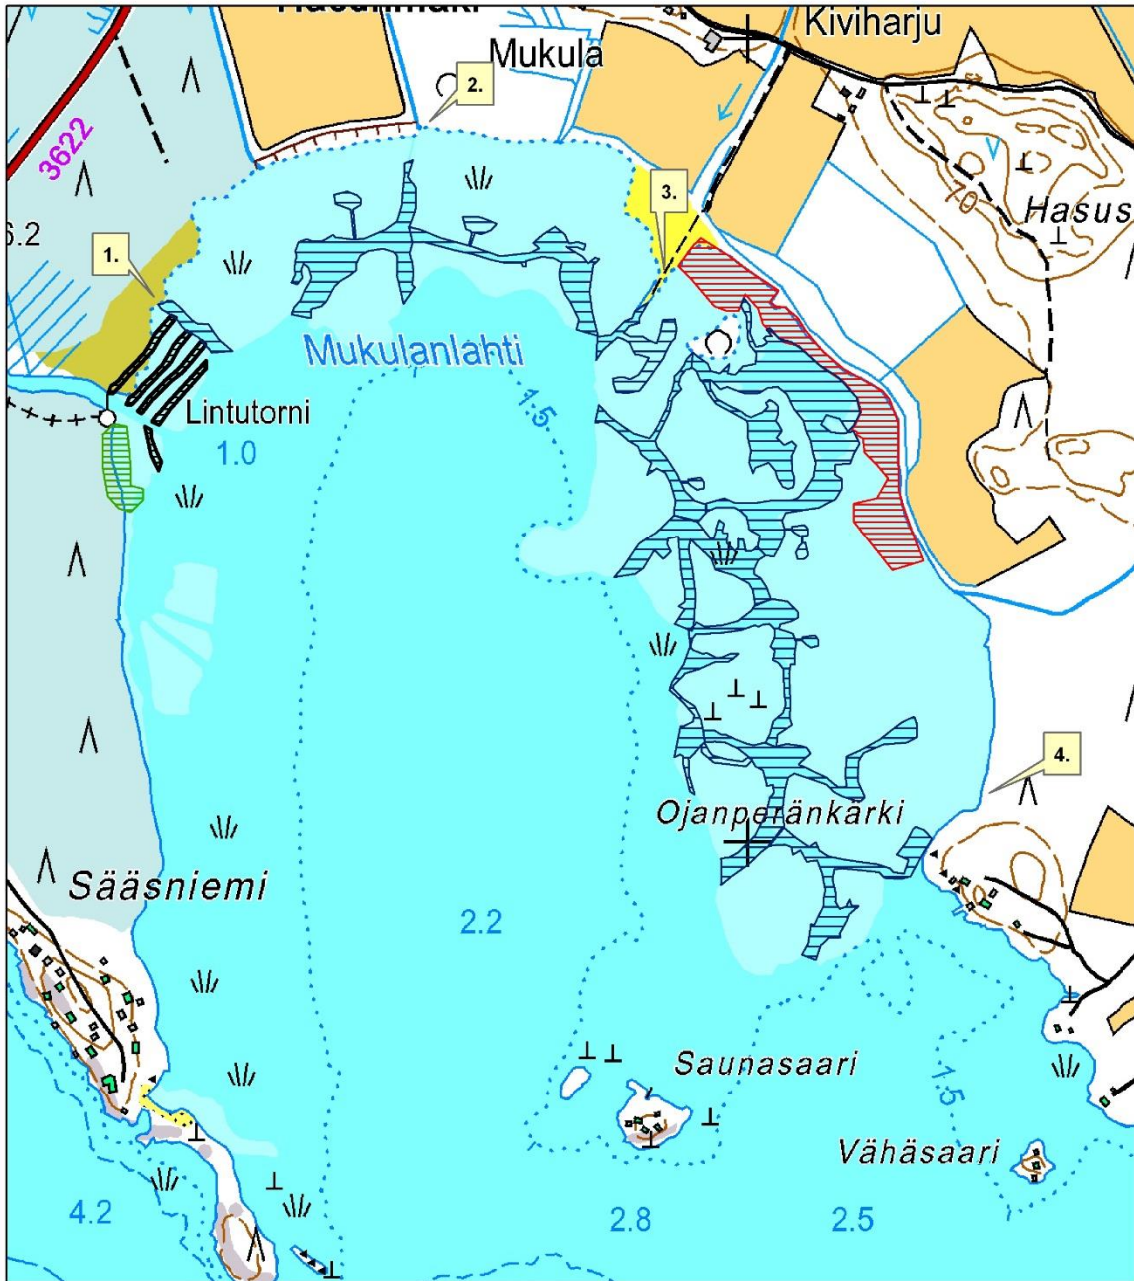 Kiviharju
Mukula
2.
3622
70
Hasus
3.
6.2
1.
Mukulanlahti
1.5
Lintutorni
1.0
4.
Ojanperänkärki
Sääsniemi
2.2
Saunasaari
1.5
Vähäsaari
4.2
2.8
2.5